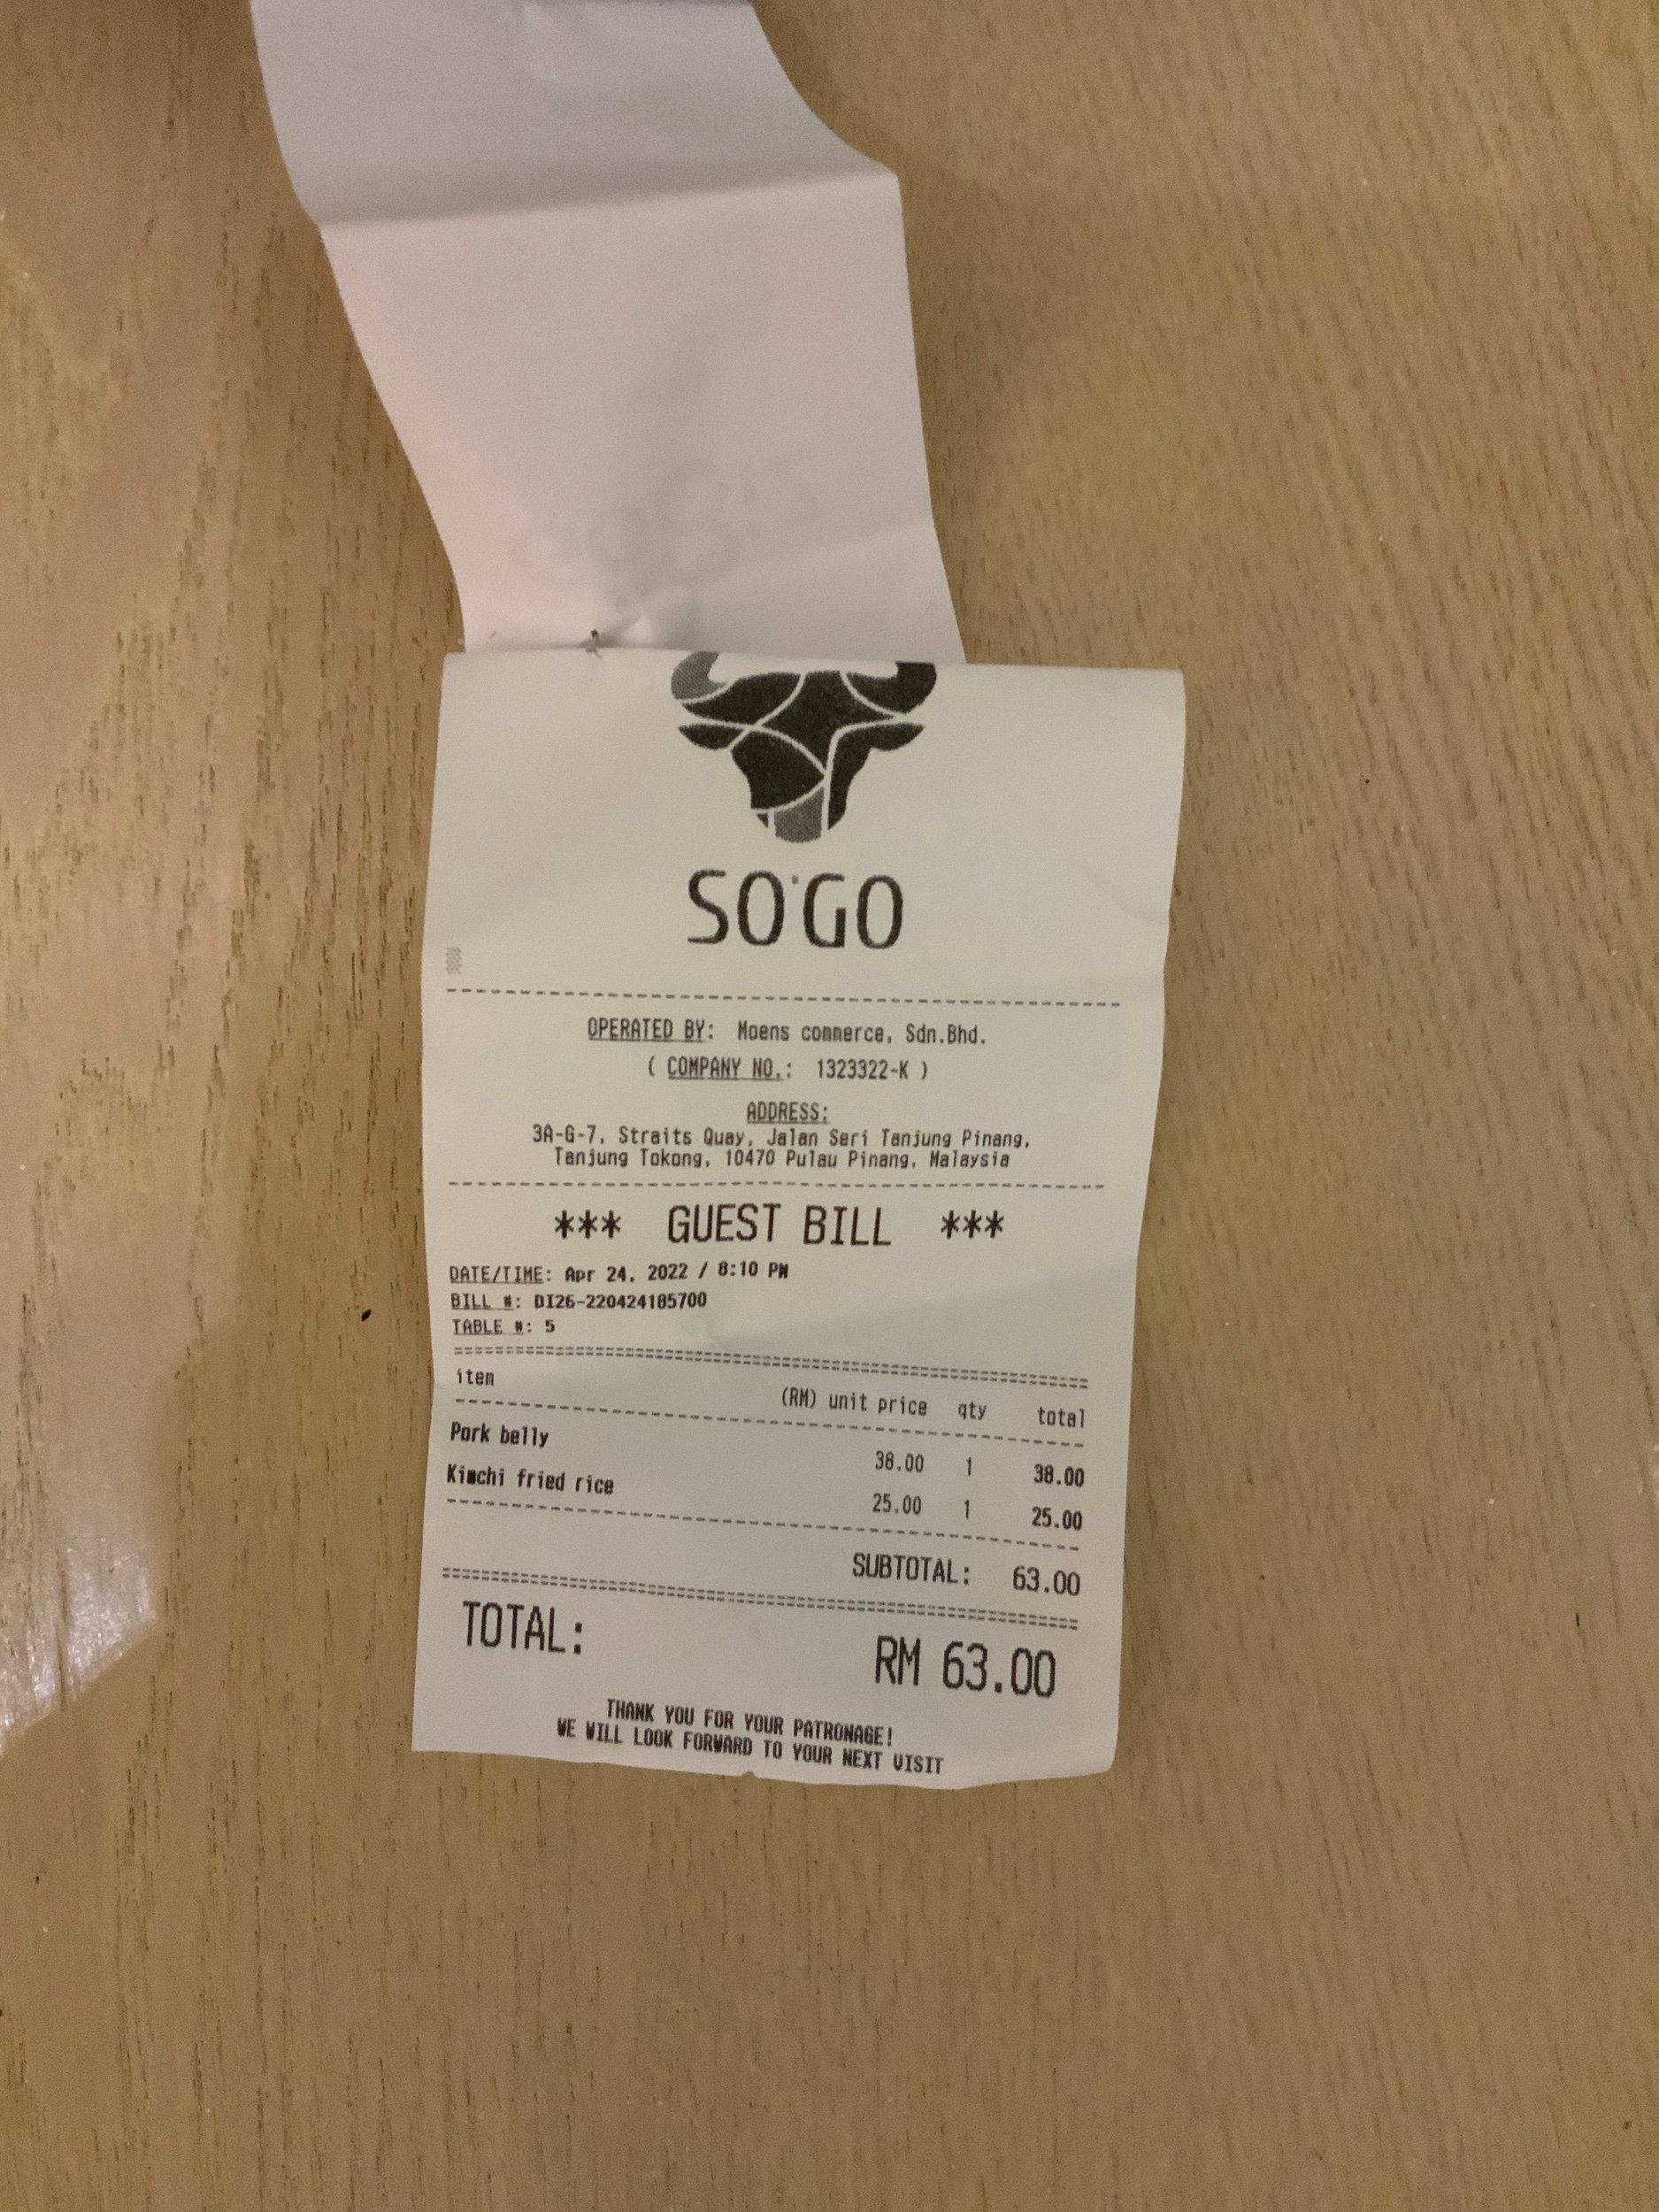 SO'GO
OPERATED BY: Moens commerce, Sdn.Bhd.
( COMPANY NO.: 1323322-K )
ADDRESS:
3A-G-7, Straits Quay, Jalan Seri Tanjung Pinang,
Tanjung Tokong, 10470 Pulau Pinang, Malaysia
*** GUEST BILL ***
DATE/TIME: Apr 24, 2022 / 8:10 PM
BILL #: DI26-220424185700
TABLE #: 5
item (RM) unit price qty total
Pork belly 38.00 1 38.00
Kimchi fried rice 25.00 1 25.00
SUBTOTAL: 63.00
TOTAL: RM 63.00
THANK YOU FOR YOUR PATRONAGE!
WE WILL LOOK FORWARD TO YOUR NEXT VISIT